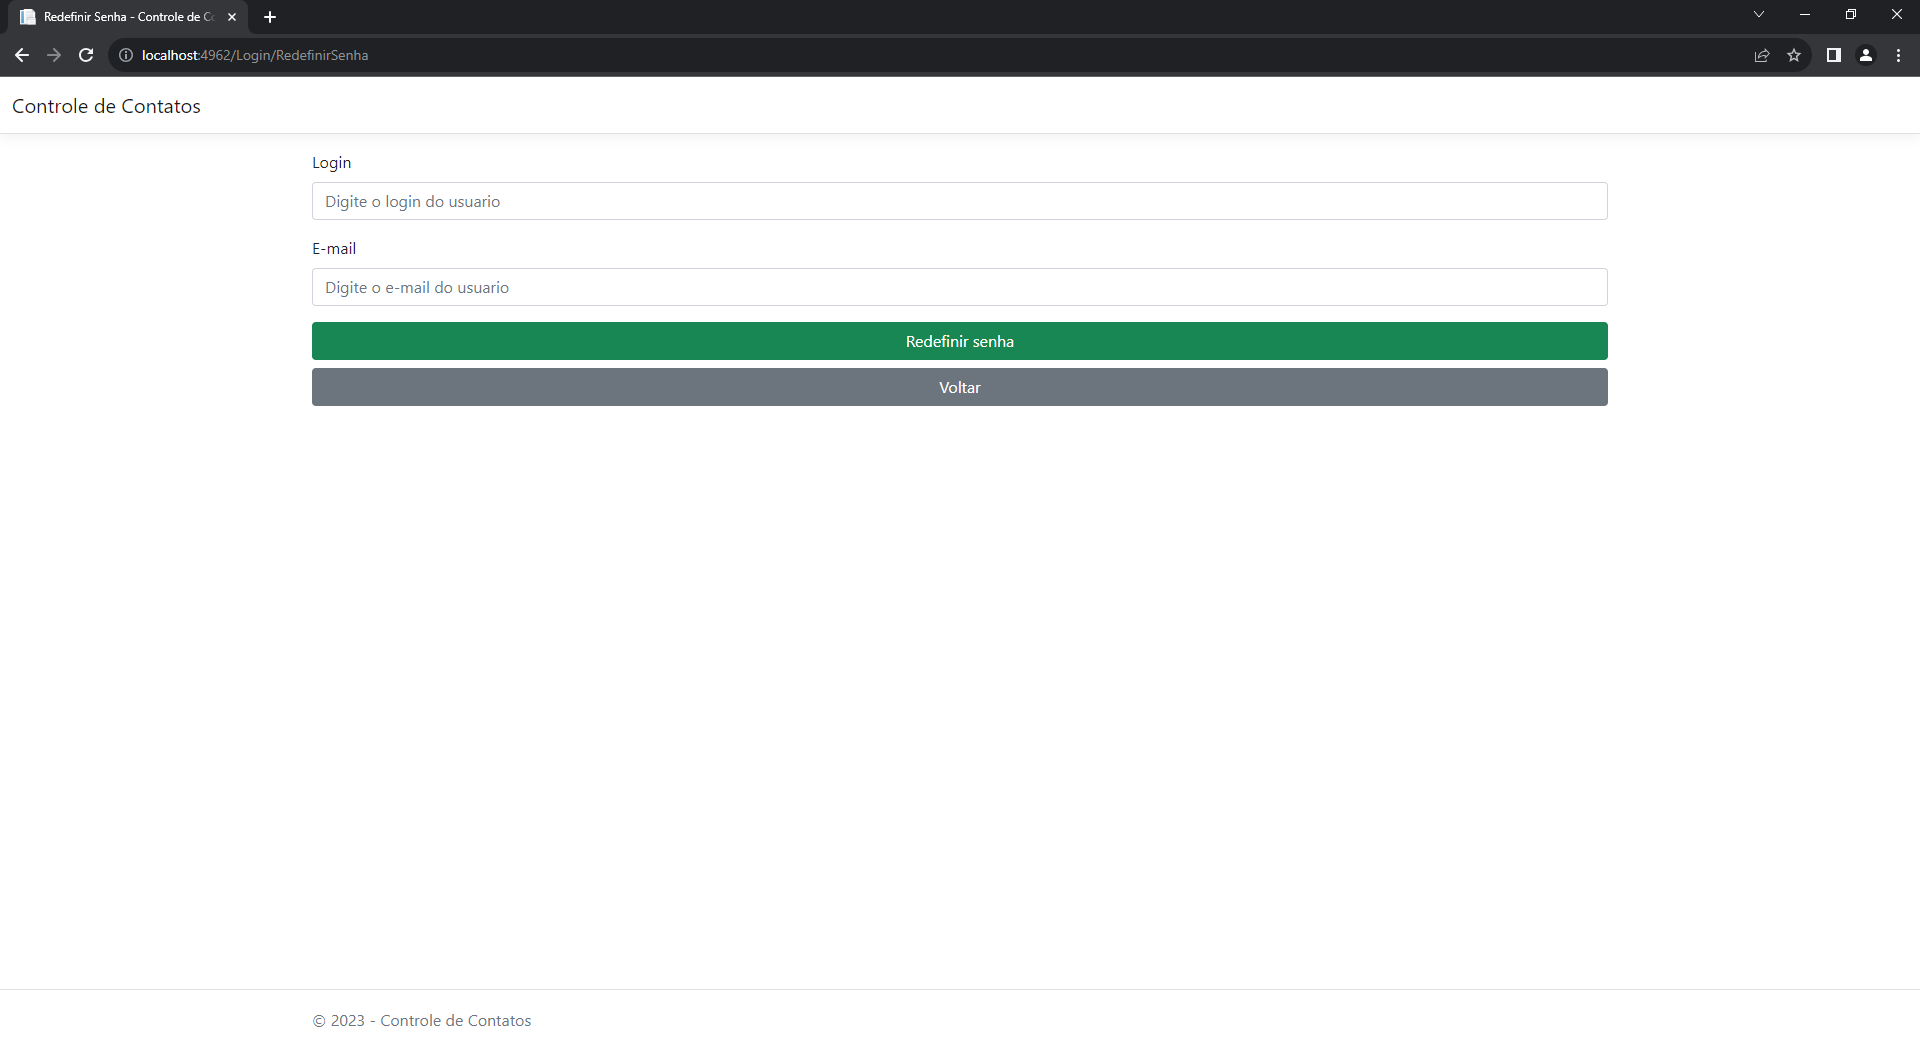 Redefinir Senha - Controle de C
localhost:4962/Login/RedefinirSenha
Controle de Contatos
Login
Digite o login do usuario
E-mail
Digite o e-mail do usuario
Redefinir senha
Voltar
© 2023 - Controle de Contatos